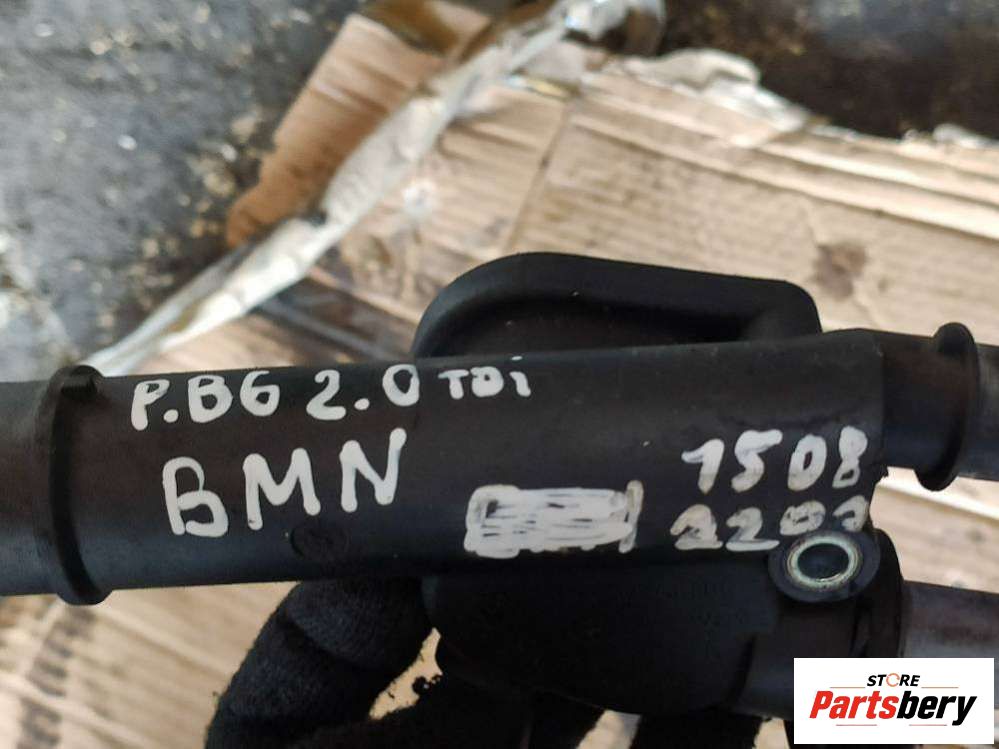 P.B6 2.0 TDi
BMN
1508
STORE
Partsbery